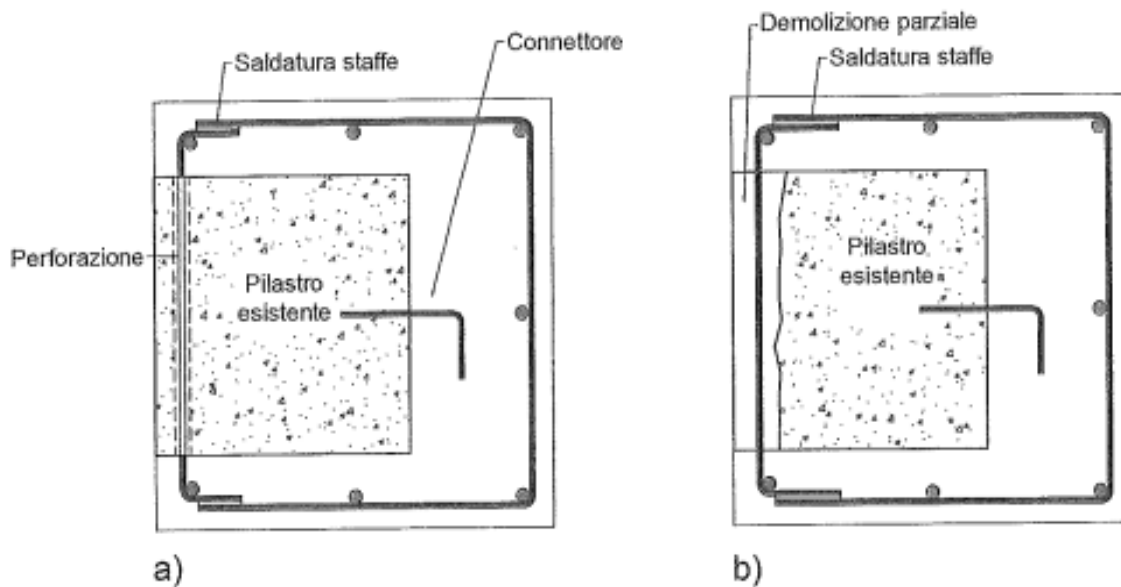 Saldatura staffe
Connettore
Perforazione
Pilastro
esistente
a)
Demolizione parziale
Saldatura staffe
Pilastro
esistente
b)